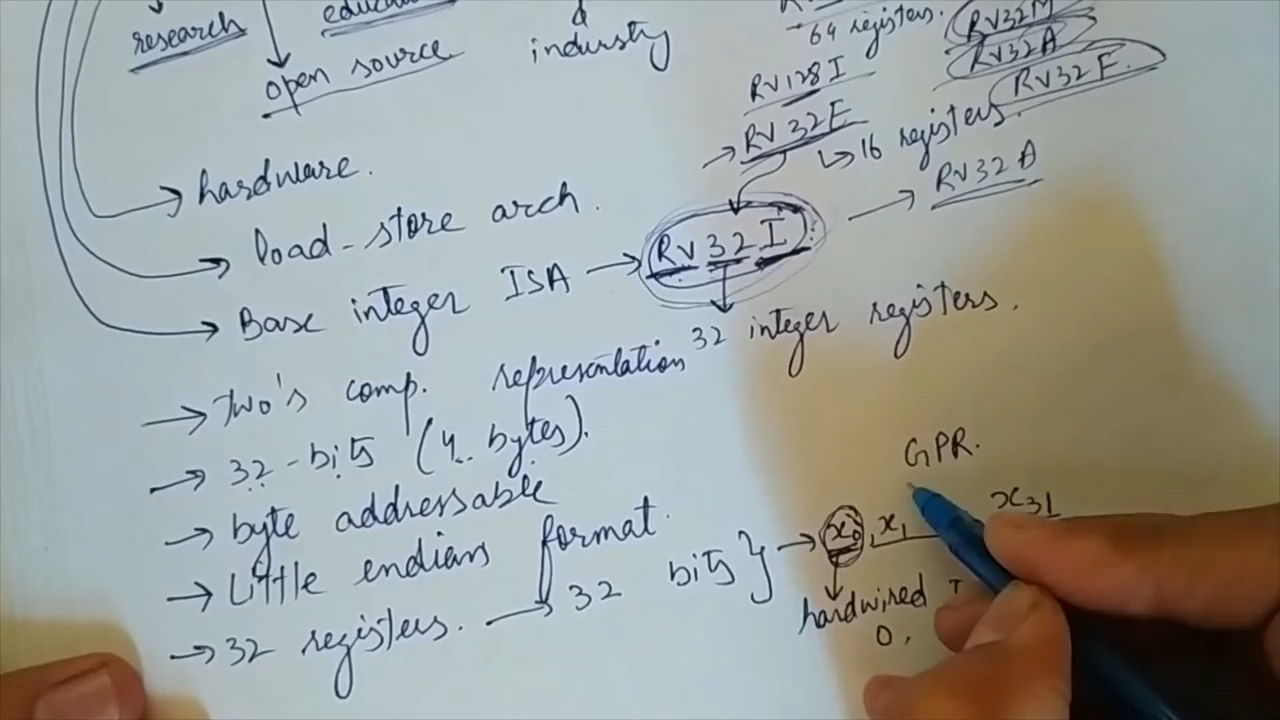 research
open source
&
industry
- 64 registers.
RV32M
RV32A
RV32F.
RV128I
RV32E
↳ 16 registers.
→ hardware.
→ load-store arch.
→ Base integer ISA → RV32I → RV32A
32 integer registers.
→ Two's comp. representation
→ 32-bits (4 bytes).
→ byte addressable
→ Little endians format.
→ 32 registers. → 32 bits } → x0, x1 x31
GPR.
hardwired
0.